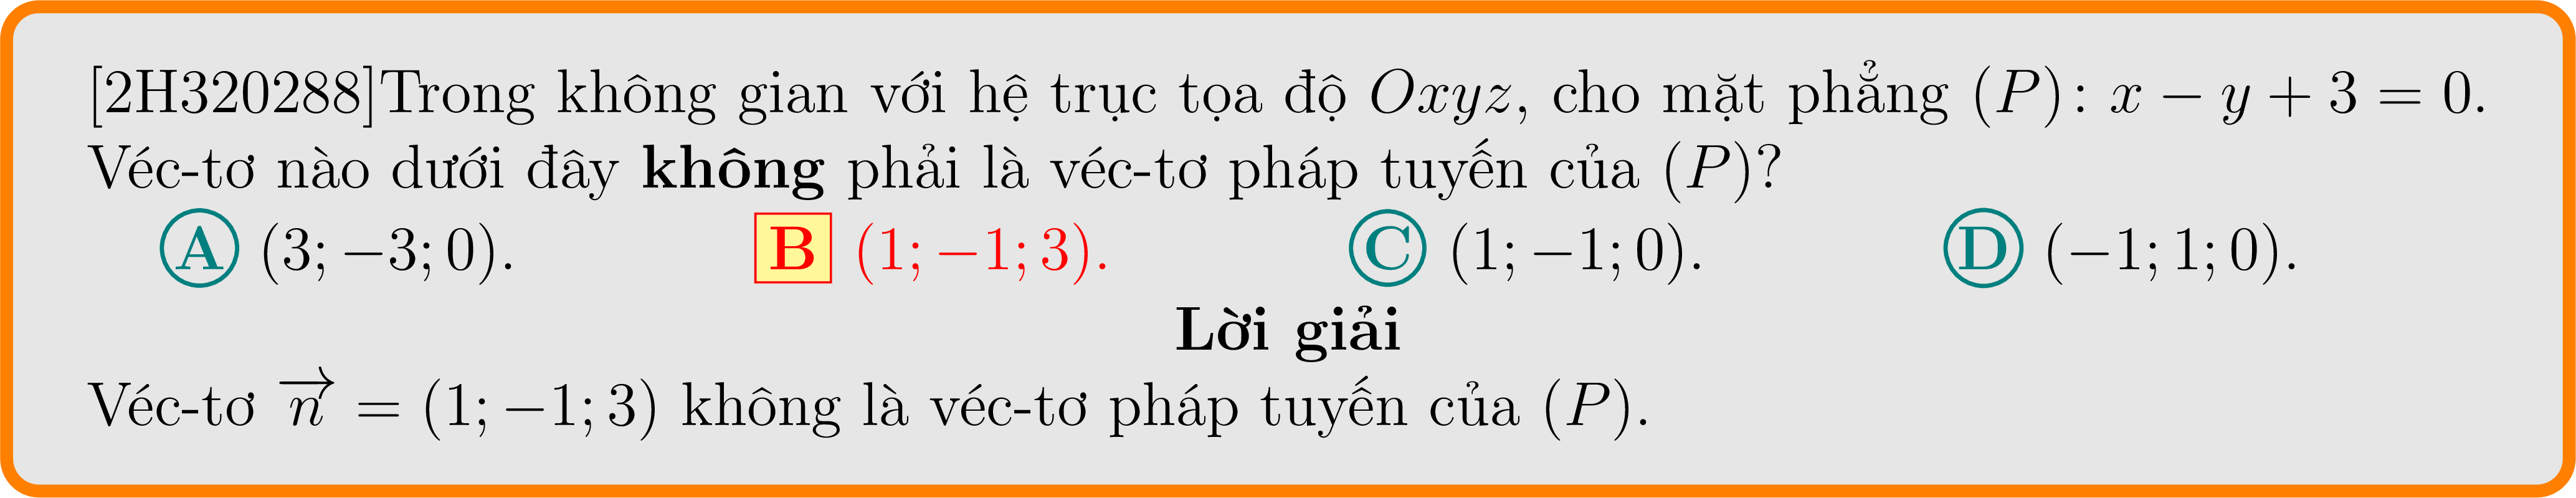 [2H320288]Trong không gian với hệ trục tọa độ Oxyz, cho mặt phẳng (P): x − y + 3 = 0.
Véc-tơ nào dưới đây không phải là véc-tơ pháp tuyến của (P)?
A (3; −3; 0). B (1; −1; 3). C (1; −1; 0). D (−1; 1; 0).
Lời giải
Véc-tơ $\overrightarrow{n}$ = (1; −1; 3) không là véc-tơ pháp tuyến của (P).